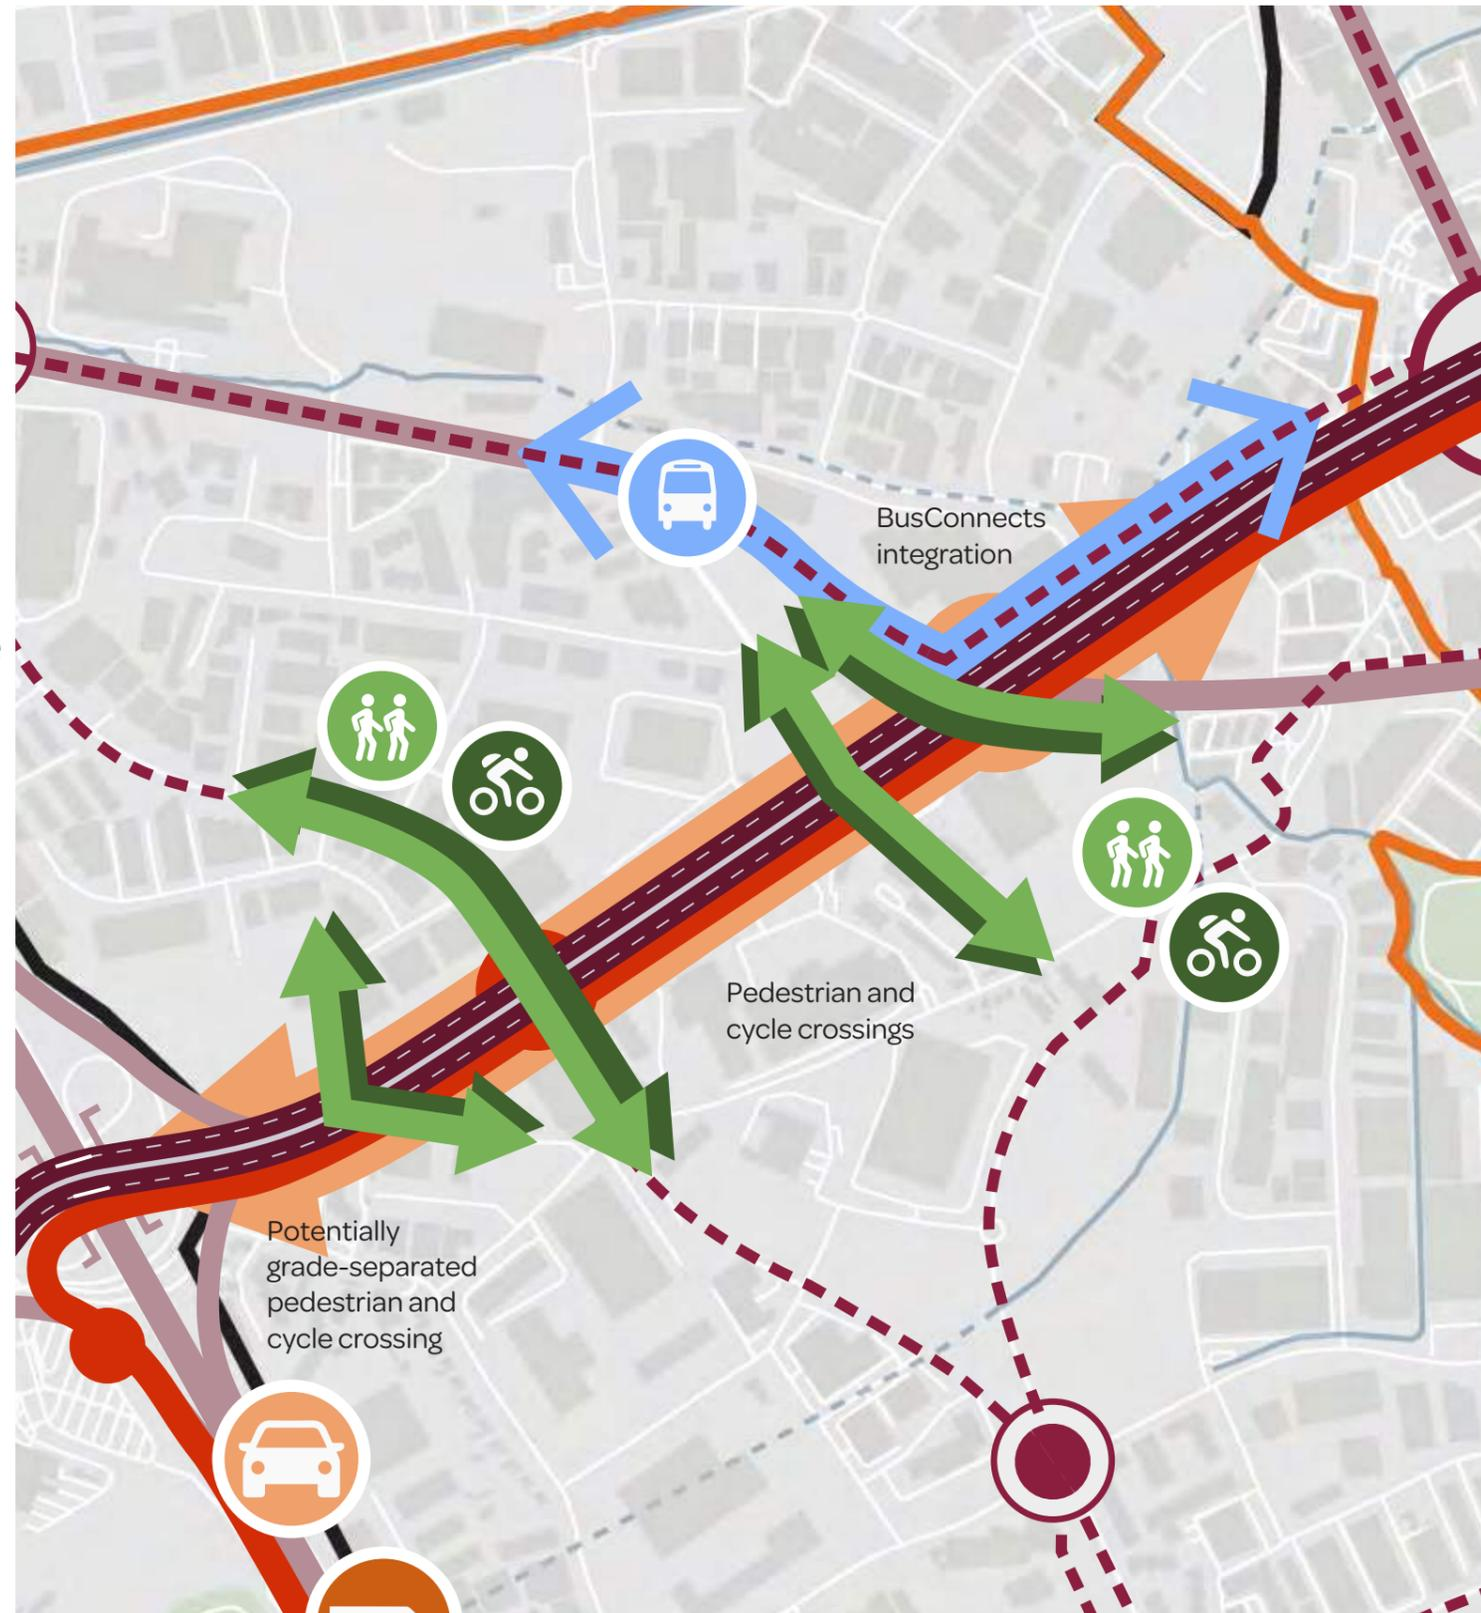 BusConnects
integration
Pedestrian and
cycle crossings
Potentially
grade-separated
pedestrian and
cycle crossing